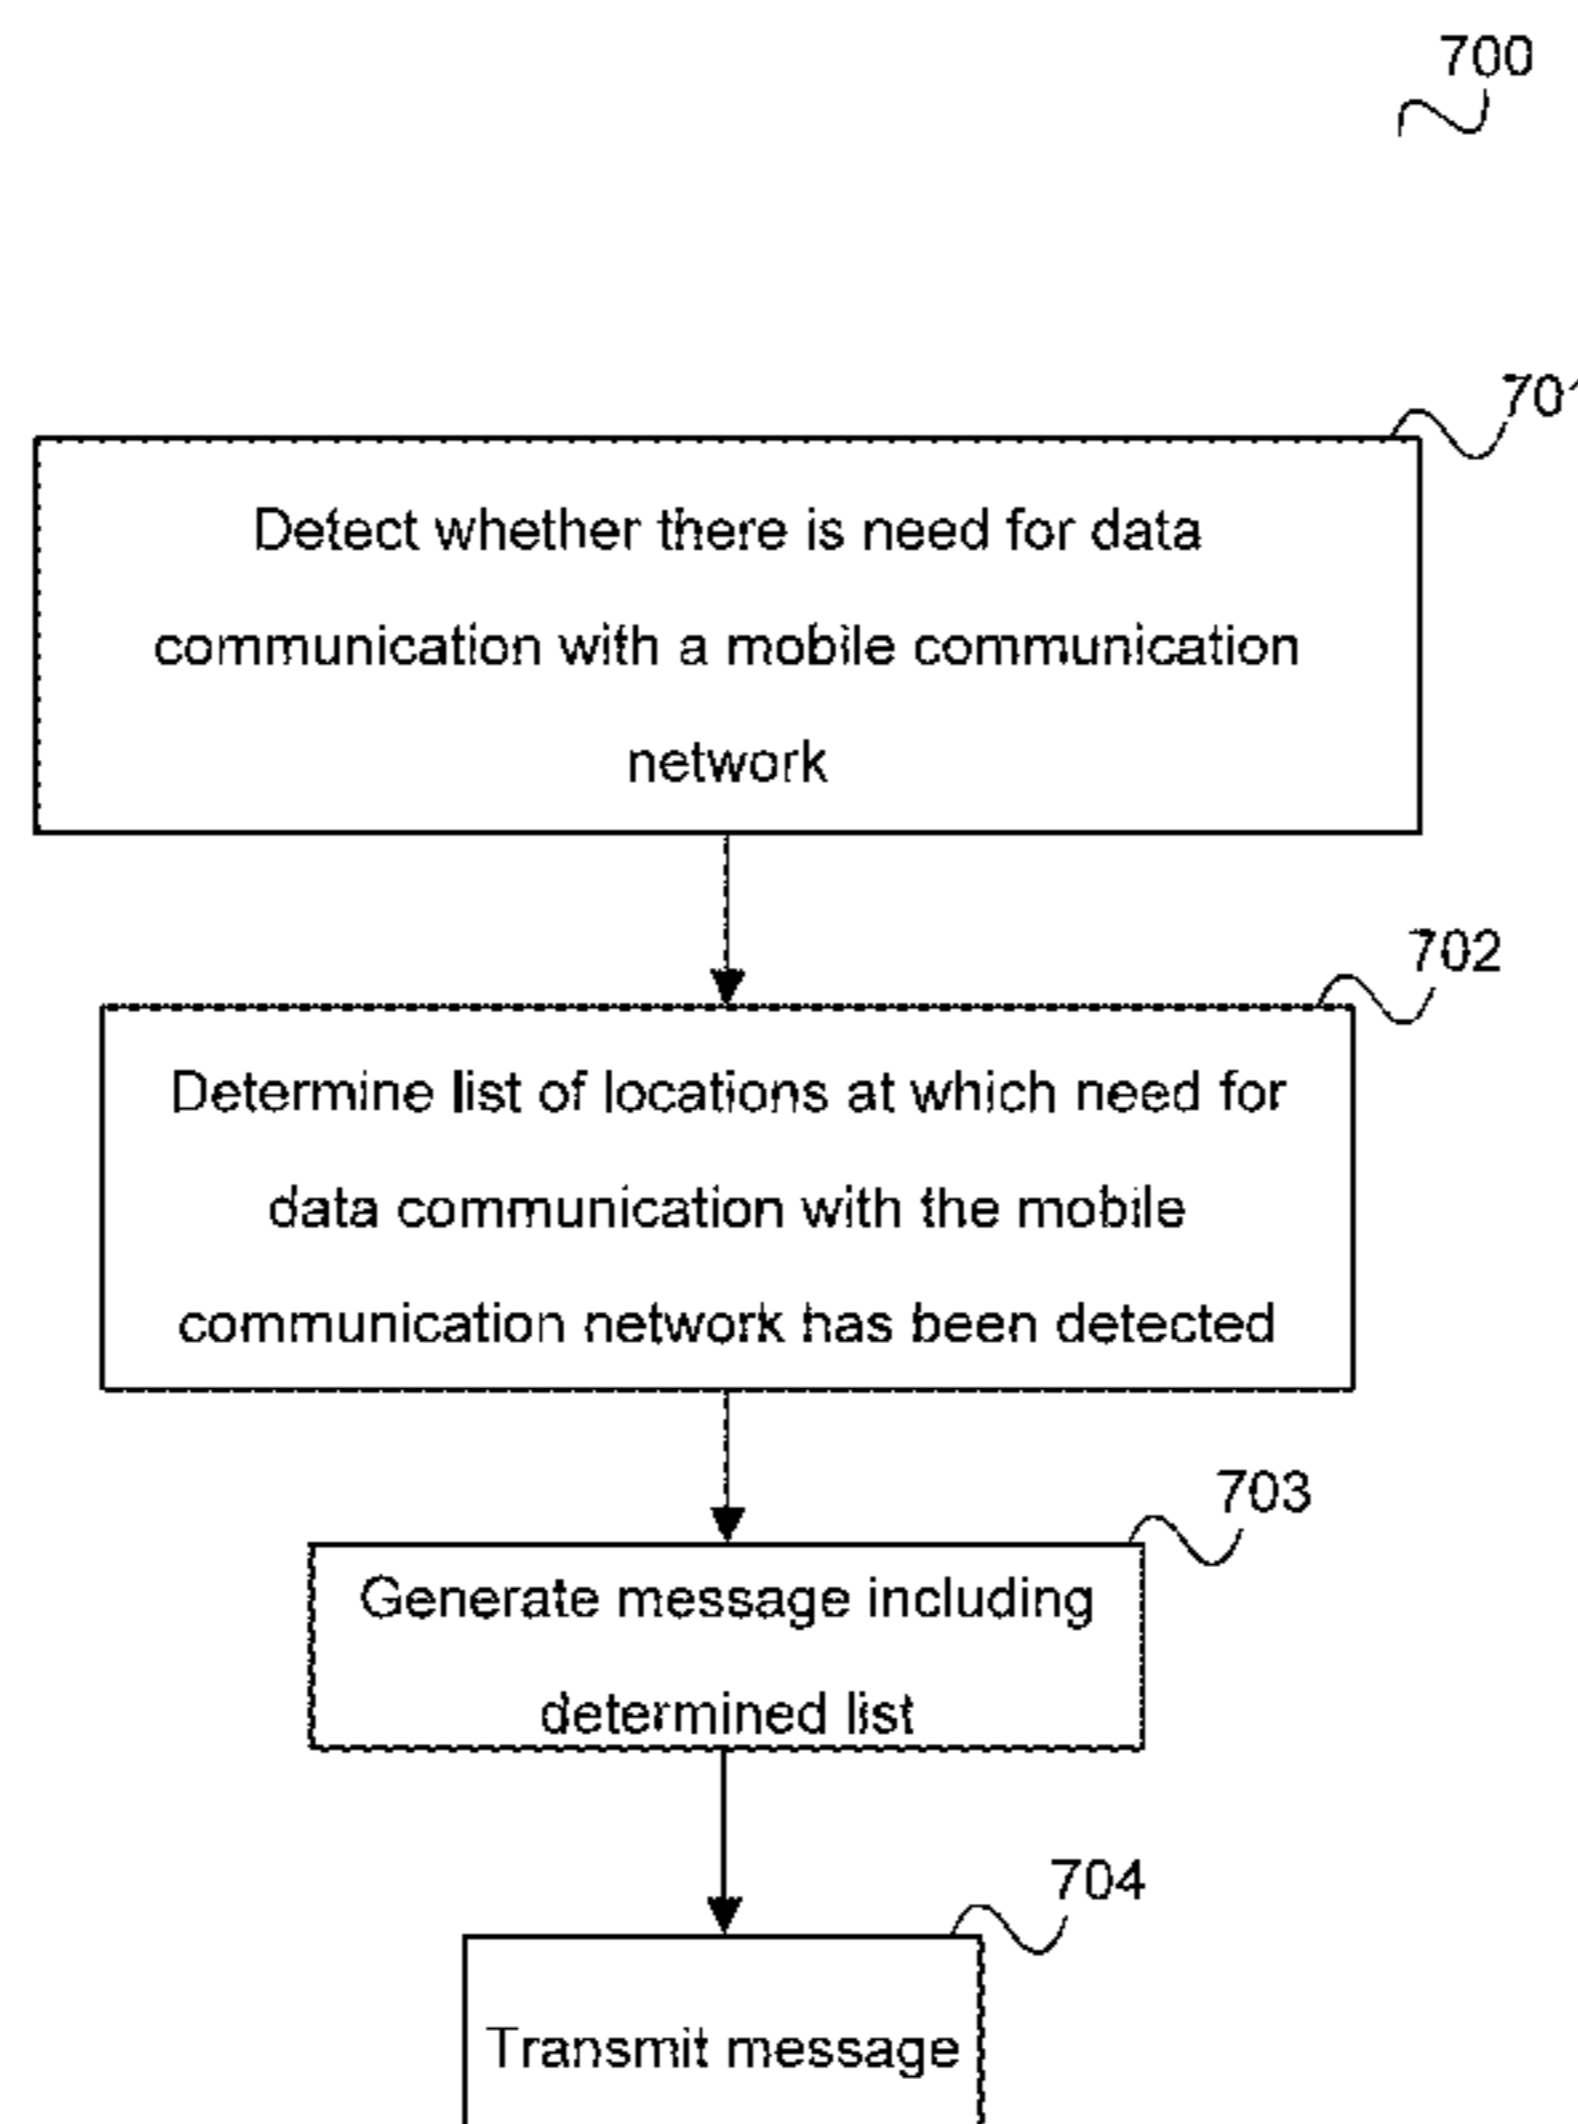 700
701
Detect whether there is need for data
communication with a mobile communication
network
702
Determine list of locations at which need for
data communication with the mobile
communication network has been detected
703
Generate message including
determined list
704
Transmit message